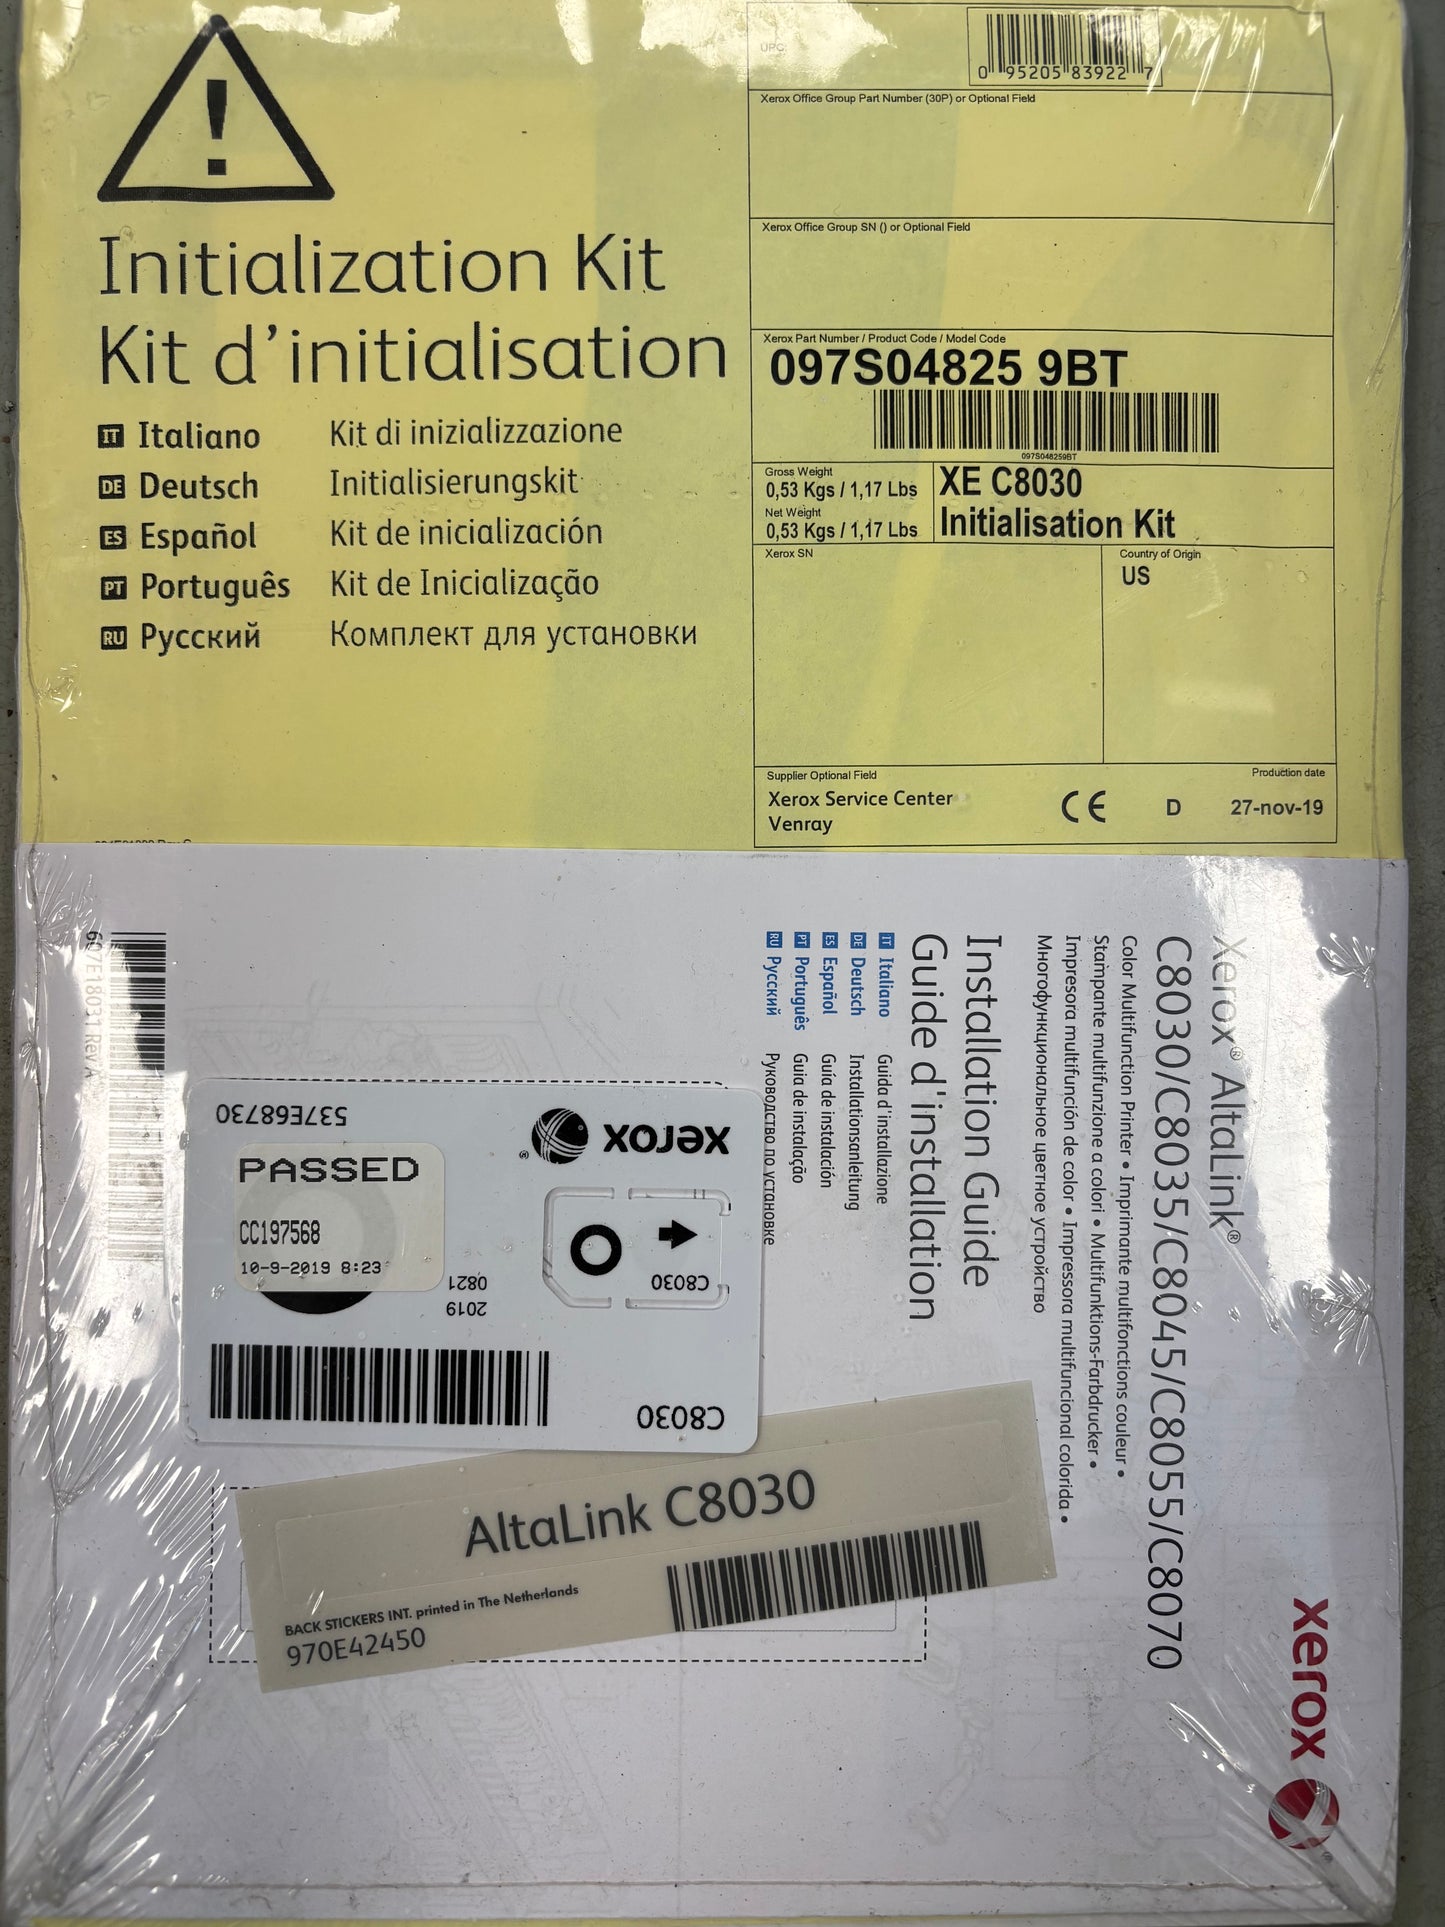 Initialization Kit
Kit d'initialisation
IT Italiano Kit di inizializzazione
DE Deutsch Initialisierungskit
ES Español Kit de inicialización
PT Português Kit de Inicialização
RU Русский Комплект для установки
UPC:
0 95205 83922 7
Xerox Office Group Part Number (30P) or Optional Field
Xerox Office Group SN () or Optional Field
Xerox Part Number / Product Code / Model Code
097S04825 9BT
097S048259BT
Gross Weight
0,53 Kgs / 1,17 Lbs
Net Weight
0,53 Kgs / 1,17 Lbs
XE C8030
Initialisation Kit
Xerox SN
Country of Origin
US
Supplier Optional Field
Xerox Service Center
Venray
CE
D
Production date
27-nov-19
Xerox® AltaLink®
C8030/C8035/C8045/C8055/C8070
Color Multifunction Printer • Imprimante multifonctions couleur •
Stampante multifunzione a colori • Multifunktions-Farbdrucker •
Impresora multifunción de color • Impressora multifuncional colorida •
Многофункциональное цветное устройство
Installation Guide
Guide d'installation
IT Italiano Guida d'installazione
DE Deutsch Installationsanleitung
ES Español Guía de instalación
PT Português Guia de instalação
RU Русский Руководство по установке
xerox ®
607E18031 Rev A
537E68730
xerox ®
PASSED
CC197568
10-9-2019 8:23
0821
2019
C8030
C8030
AltaLink C8030
BACK STICKERS INT. printed in The Netherlands
970E42450